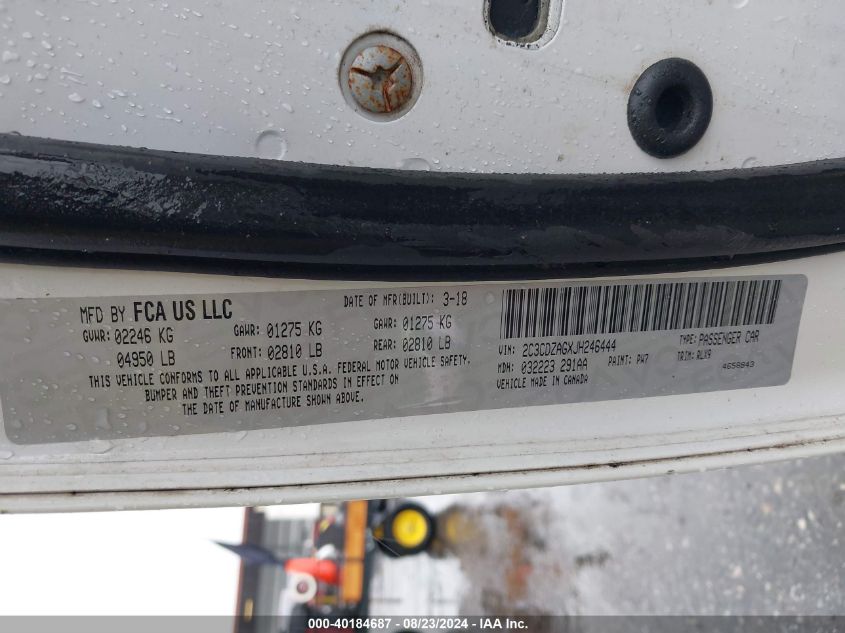 MFD BY FCA US LLC DATE OF MFR(BUILT): 3-18
GVWR: 02246 KG GAWR: 01275 KG GAWR: 01275 KG
04950 LB FRONT: 02810 LB REAR: 02810 LB
THIS VEHICLE CONFORMS TO ALL APPLICABLE U.S.A. FEDERAL MOTOR VEHICLE SAFETY,
BUMPER AND THEFT PREVENTION STANDARDS IN EFFECT ON
THE DATE OF MANUFACTURE SHOWN ABOVE.
VIN: 2C3CDZAGXJH246444 TYPE: PASSENGER CAR
MDH: 032223 291AA PAINT: PW7 TRIM: RLX9
VEHICLE MADE IN CANADA 4658843
000-40184687 - 08/23/2024 - IAA Inc.